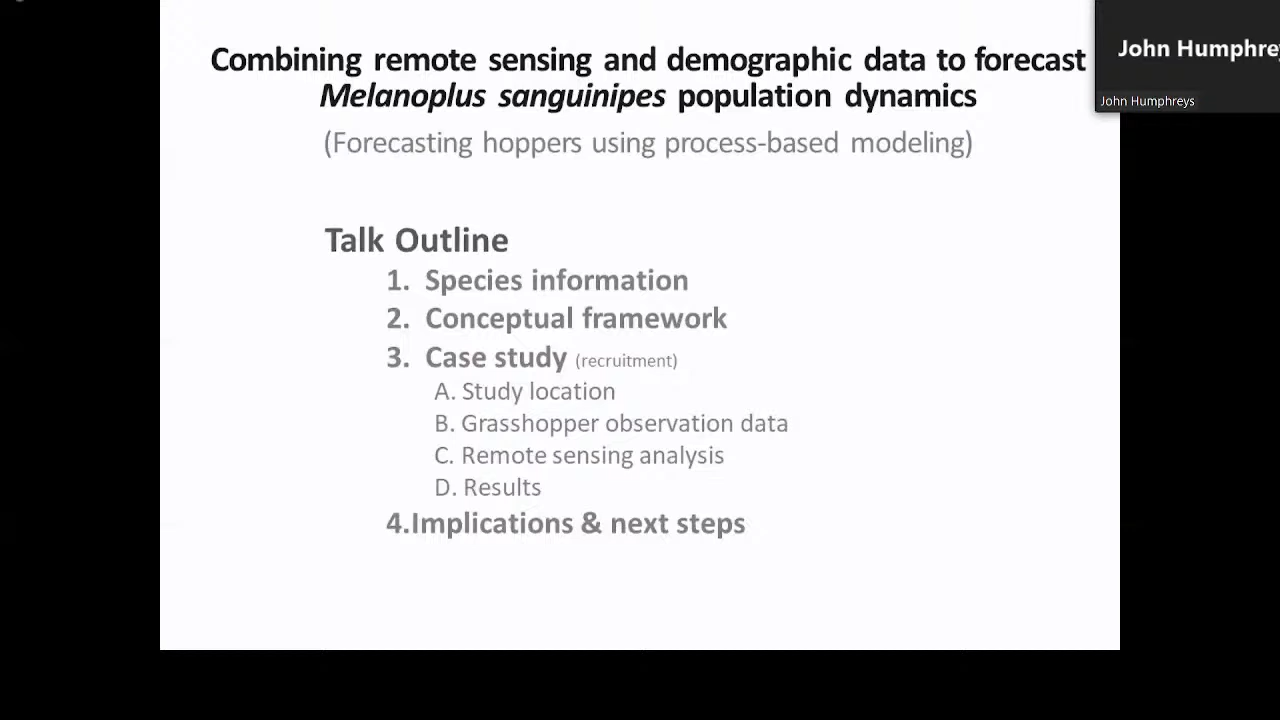 Combining remote sensing and demographic data to forecast
Melanoplus sanguinipes population dynamics
(Forecasting hoppers using process-based modeling)
John Humphre
John Humphreys
Talk Outline
1. Species information
2. Conceptual framework
3. Case study (recruitment)
A. Study location
B. Grasshopper observation data
C. Remote sensing analysis
D. Results
4.Implications & next steps